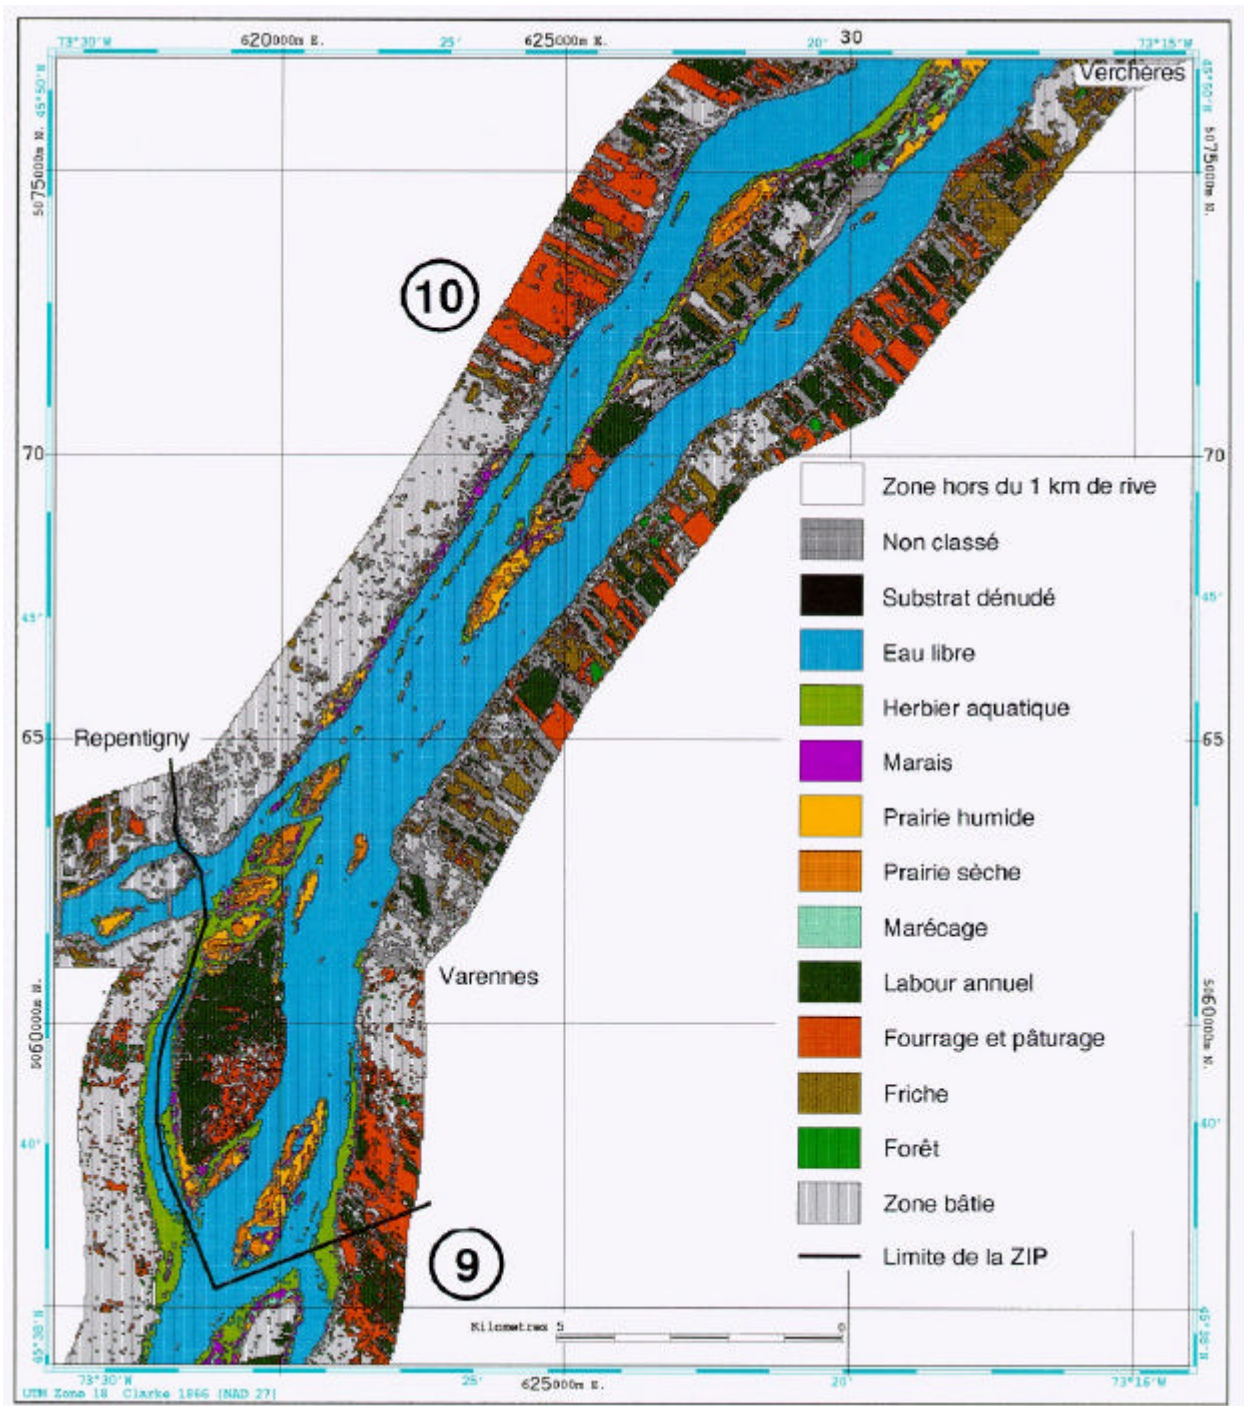 73°30'W 620000m E. 25' 625000m E. 20' 30 73°15'W
Verchères
45°50'N
45°50'N
5075000m N.
5075000m N.
10
70
70
Zone hors du 1 km de rive
Non classé
Substrat dénudé
45'
45'
Eau libre
Herbier aquatique
Repentigny
65
65
Marais
Prairie humide
Prairie sèche
Marécage
Varennes
Labour annuel
5060000m N.
5060000m N.
Fourrage et pâturage
Friche
40'
40'
Forêt
Zone bâtie
9
Limite de la ZIP
Kilometres 5 0
45°38'N
45°38'N
73°30'W 25' 625000m E. 20' 73°16'W
UTM Zone 18 Clarke 1866 (NAD 27)